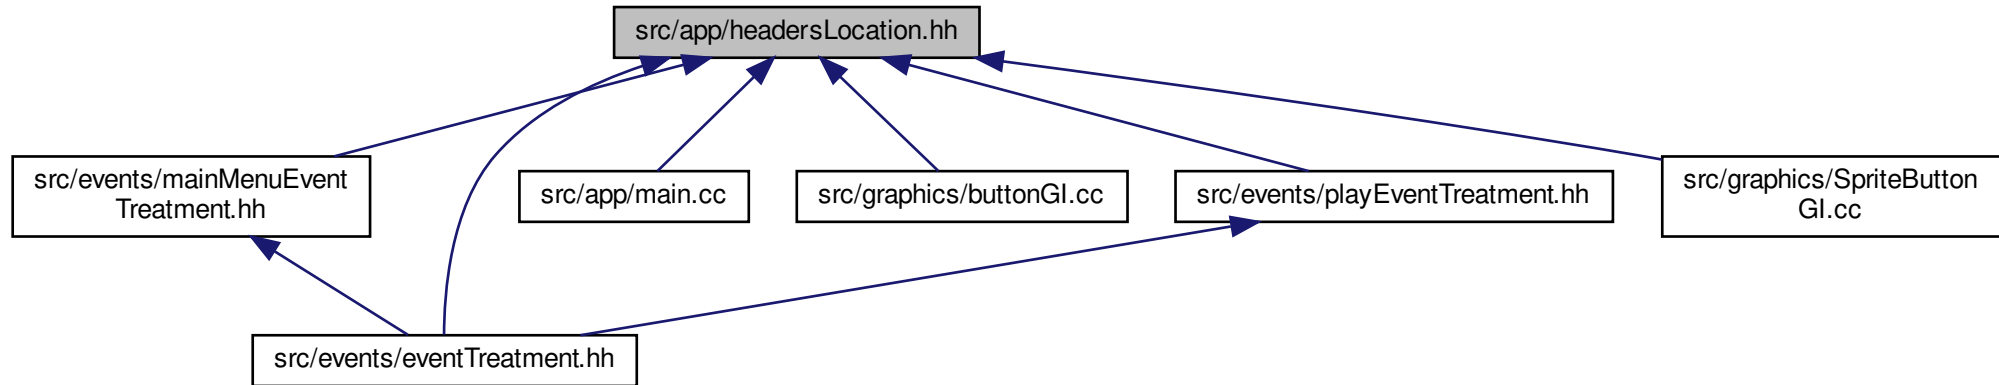 src/app/headersLocation.hh
src/events/mainMenuEvent
Treatment.hh
src/app/main.cc
src/graphics/buttonGI.cc
src/events/playEventTreatment.hh
src/graphics/SpriteButton
GI.cc
src/events/eventTreatment.hh